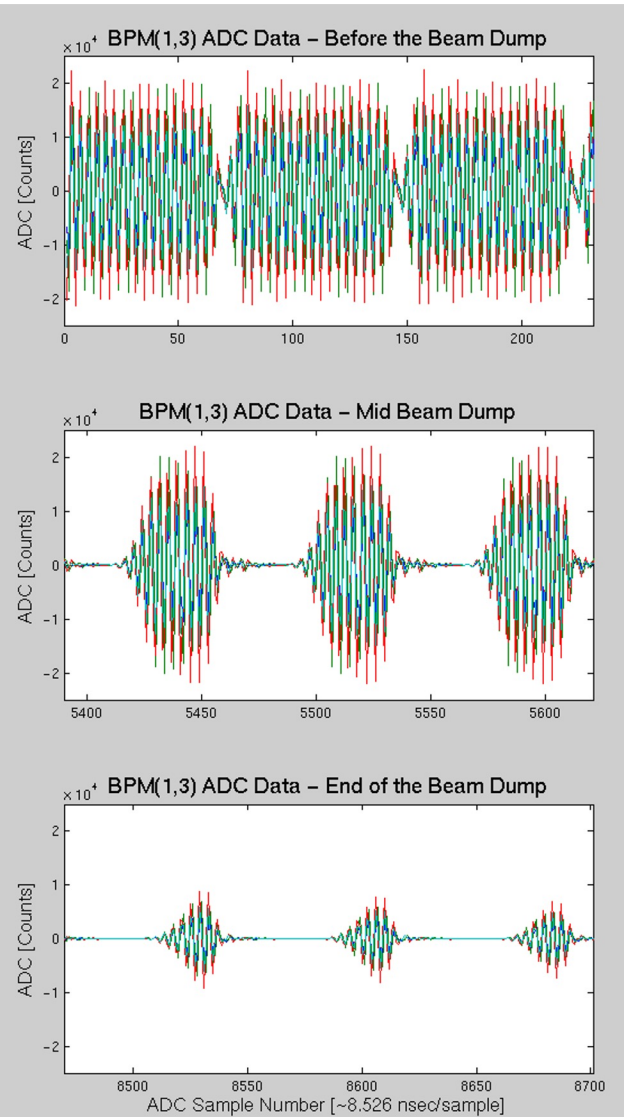 BPM(1,3) ADC Data – Before the Beam Dump
× 10⁴
2
1
0
-1
-2
ADC [Counts]
0 50 100 150 200
BPM(1,3) ADC Data – Mid Beam Dump
× 10⁴
2
1
0
-1
-2
ADC [Counts]
5400 5450 5500 5550 5600
BPM(1,3) ADC Data – End of the Beam Dump
× 10⁴
2
1
0
-1
-2
ADC [Counts]
8500 8550 8600 8650 8700
ADC Sample Number [~8.526 nsec/sample]